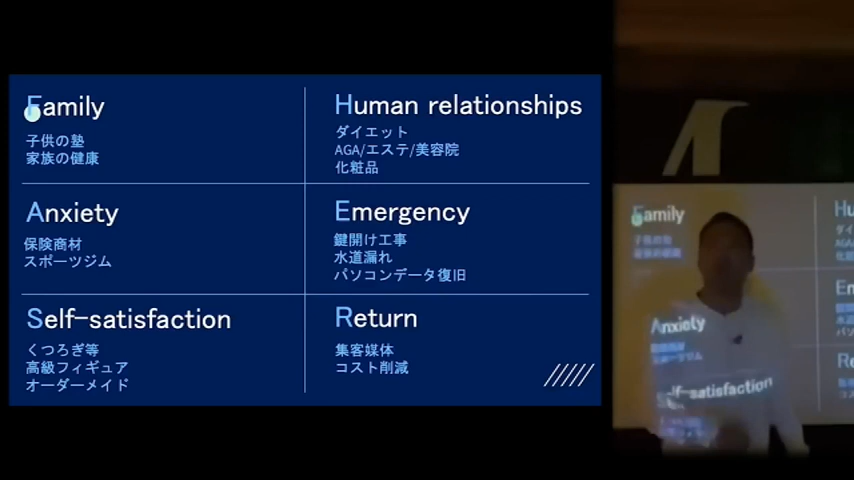 Family
子供の塾
家族の健康
Human relationships
ダイエット
AGA/エステ/美容院
化粧品
Anxiety
保険商材
スポーツジム
Emergency
鍵開け工事
水道漏れ
パソコンデータ復旧
Self-satisfaction
くつろぎ等
高級フィギュア
オーダーメイド
Return
集客媒体
コスト削減
Family
Anxiety
Self-satisfaction